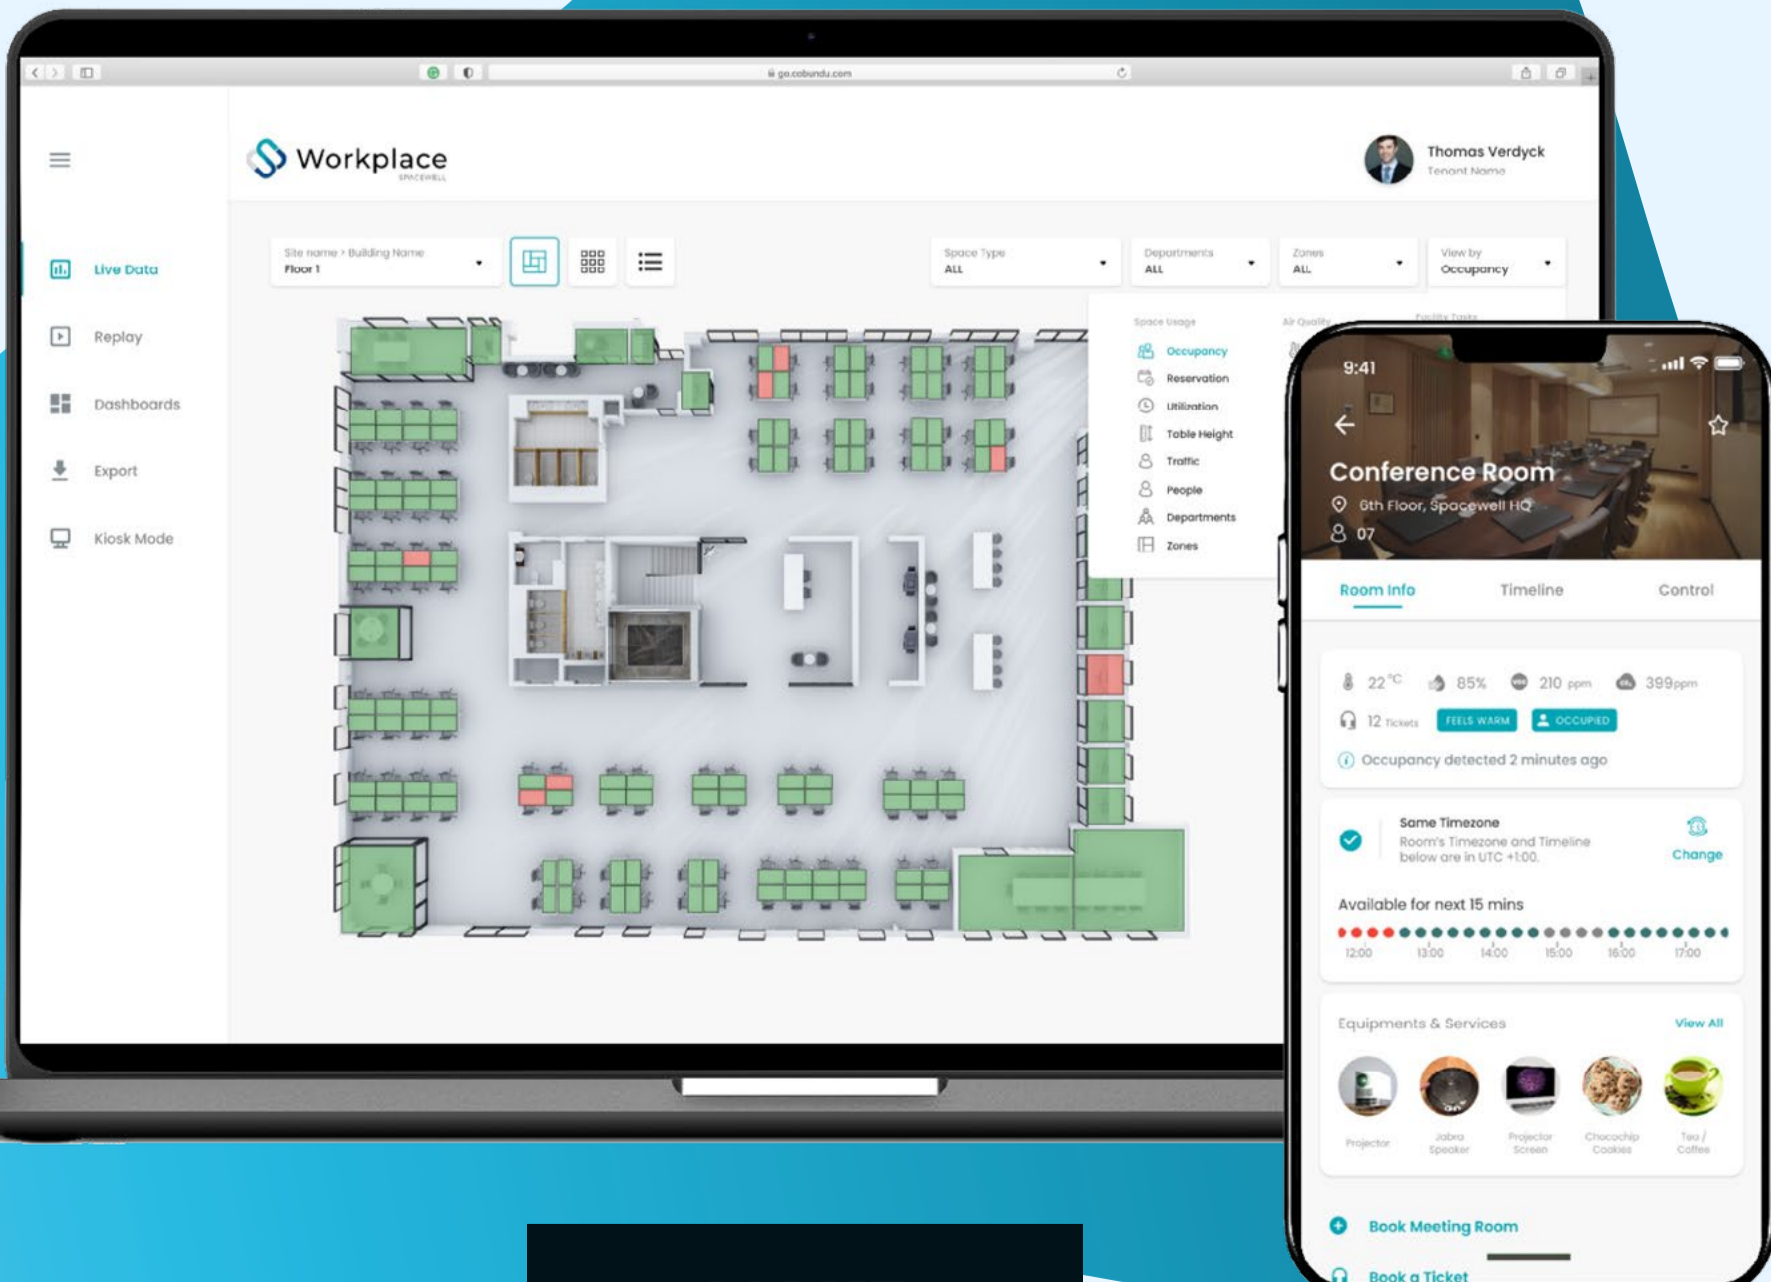 go.cobundu.com
Workplace
SPACEWELL
Thomas Verdyck
Tenant Name
Live Data
Replay
Dashboards
Export
Kiosk Mode
Site name > Building Name
Floor 1
Space Type
ALL
Departments
ALL
Zones
ALL
View by
Occupancy
Space Usage
Occupancy
Reservation
Utilization
Table Height
Traffic
People
Departments
Zones
Air Quality
Facility Tasks
9:41
Conference Room
6th Floor, Spacewell HQ
07
Room Info
Timeline
Control
22°C
85%
210 ppm
399ppm
12 Tickets
FEELS WARM
OCCUPIED
Occupancy detected 2 minutes ago
Same Timezone
Room's Timezone and Timeline
below are in UTC +1:00.
Change
Available for next 15 mins
12:00 13:00 14:00 15:00 16:00 17:00
Equipments & Services
View All
Projector
Jabra
Speaker
Projector
Screen
Chocochip
Cookies
Tea /
Coffee
Book Meeting Room
Book a Ticket